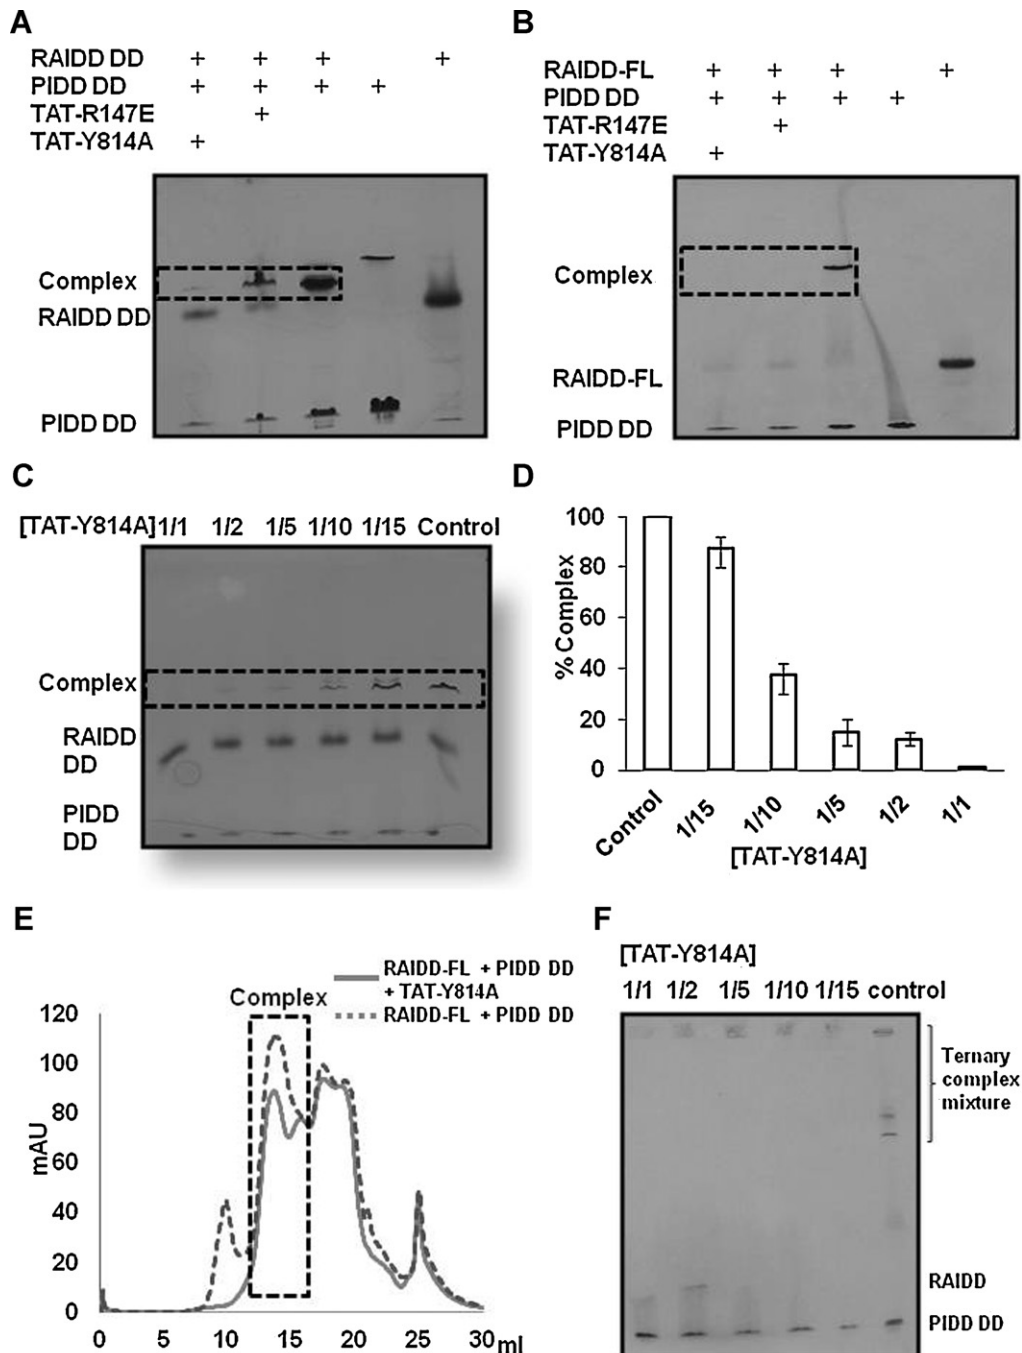 A
RAIDD DD + + + +
PIDD DD + + + +
TAT-R147E +
TAT-Y814A +
Complex
RAIDD DD
PIDD DD
B
RAIDD-FL + + + +
PIDD DD + + + +
TAT-R147E +
TAT-Y814A +
Complex
RAIDD-FL
PIDD DD
C
[TAT-Y814A] 1/1 1/2 1/5 1/10 1/15 Control
Complex
RAIDD
DD
PIDD
DD
D
%Complex
100
80
60
40
20
0
Control 1/15 1/10 1/5 1/2 1/1
[TAT-Y814A]
E
RAIDD-FL + PIDD DD
+ TAT-Y814A
RAIDD-FL + PIDD DD
Complex
mAU
120
100
80
60
40
20
0
0 5 10 15 20 25 30 ml
F
[TAT-Y814A]
1/1 1/2 1/5 1/10 1/15 control
Ternary
complex
mixture
RAIDD
PIDD DD